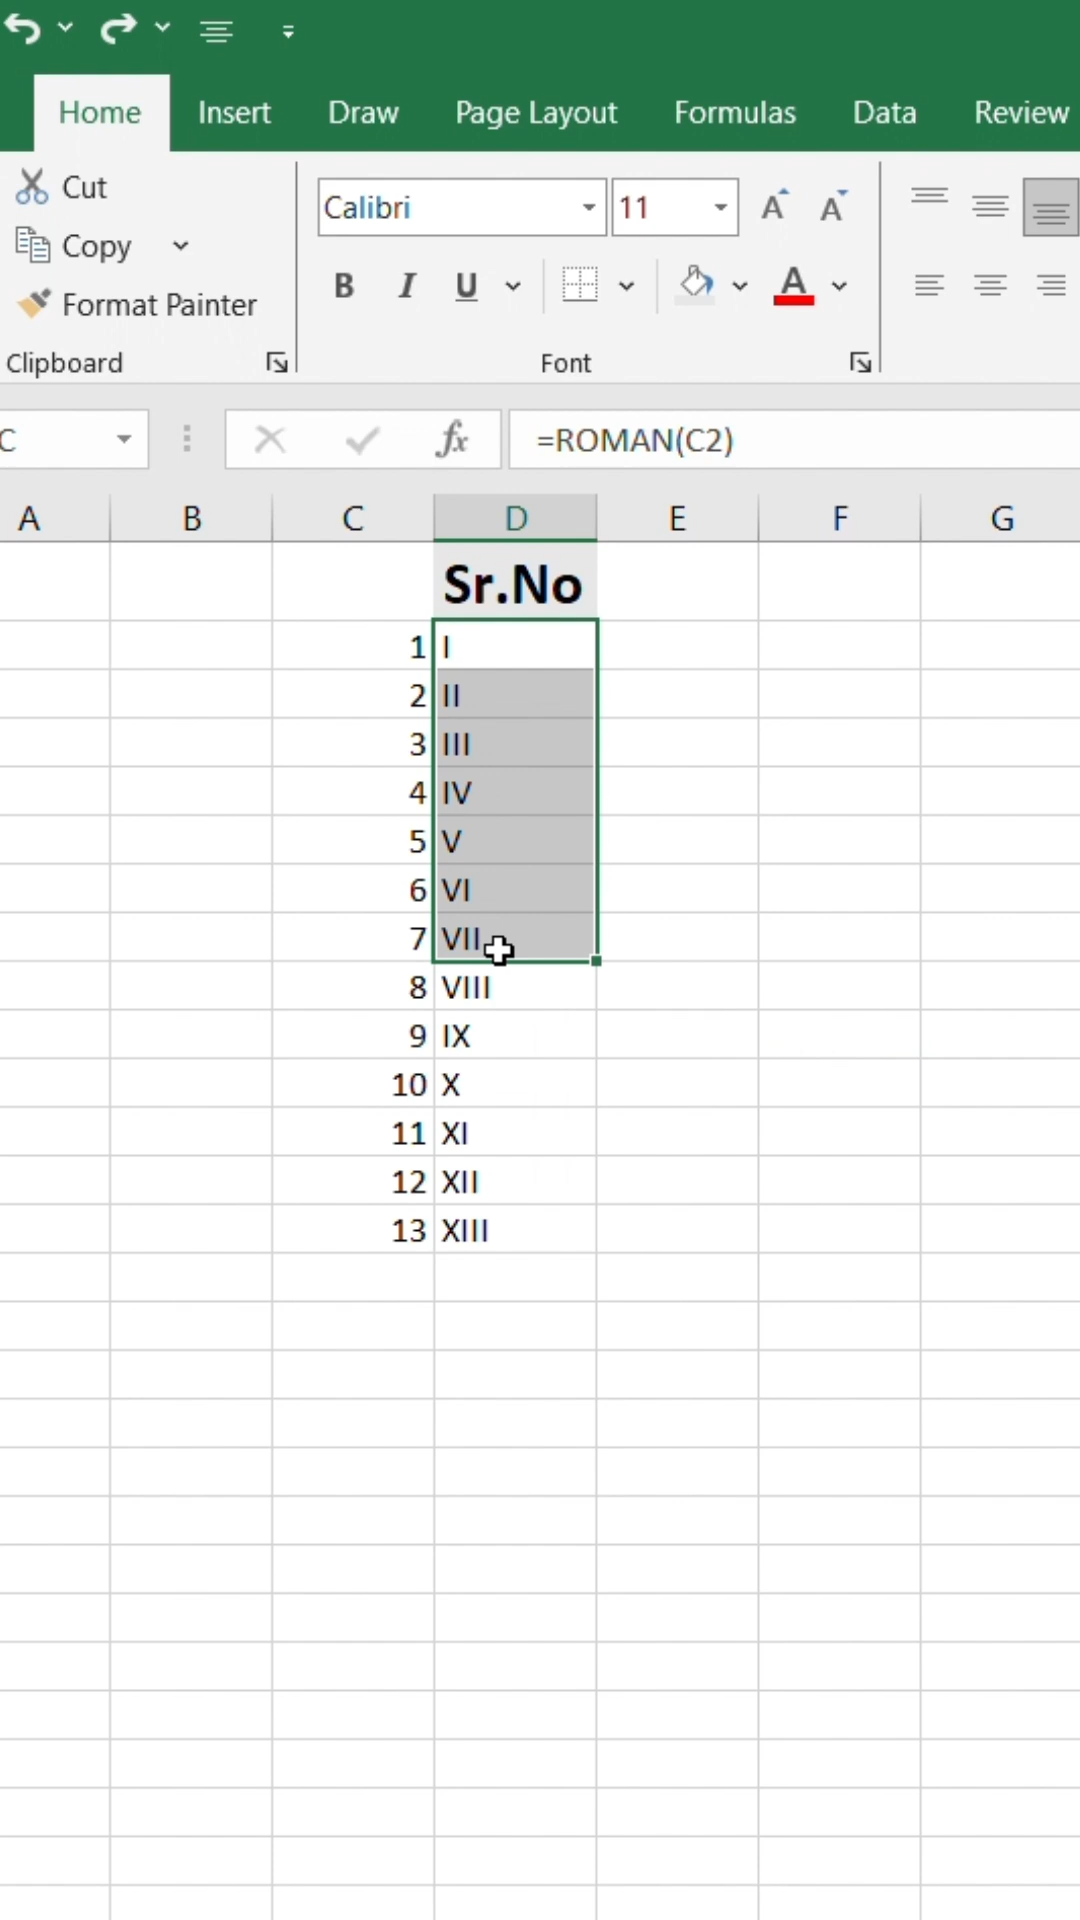 Home Insert Draw Page Layout Formulas Data Review
Cut
Copy
Format Painter
Clipboard
Calibri 11 A A
B I U A
Font
C fx =ROMAN(C2)
A B C D E F G
Sr.No
1 I
2 II
3 III
4 IV
5 V
6 VI
7 VII
8 VIII
9 IX
10 X
11 XI
12 XII
13 XIII